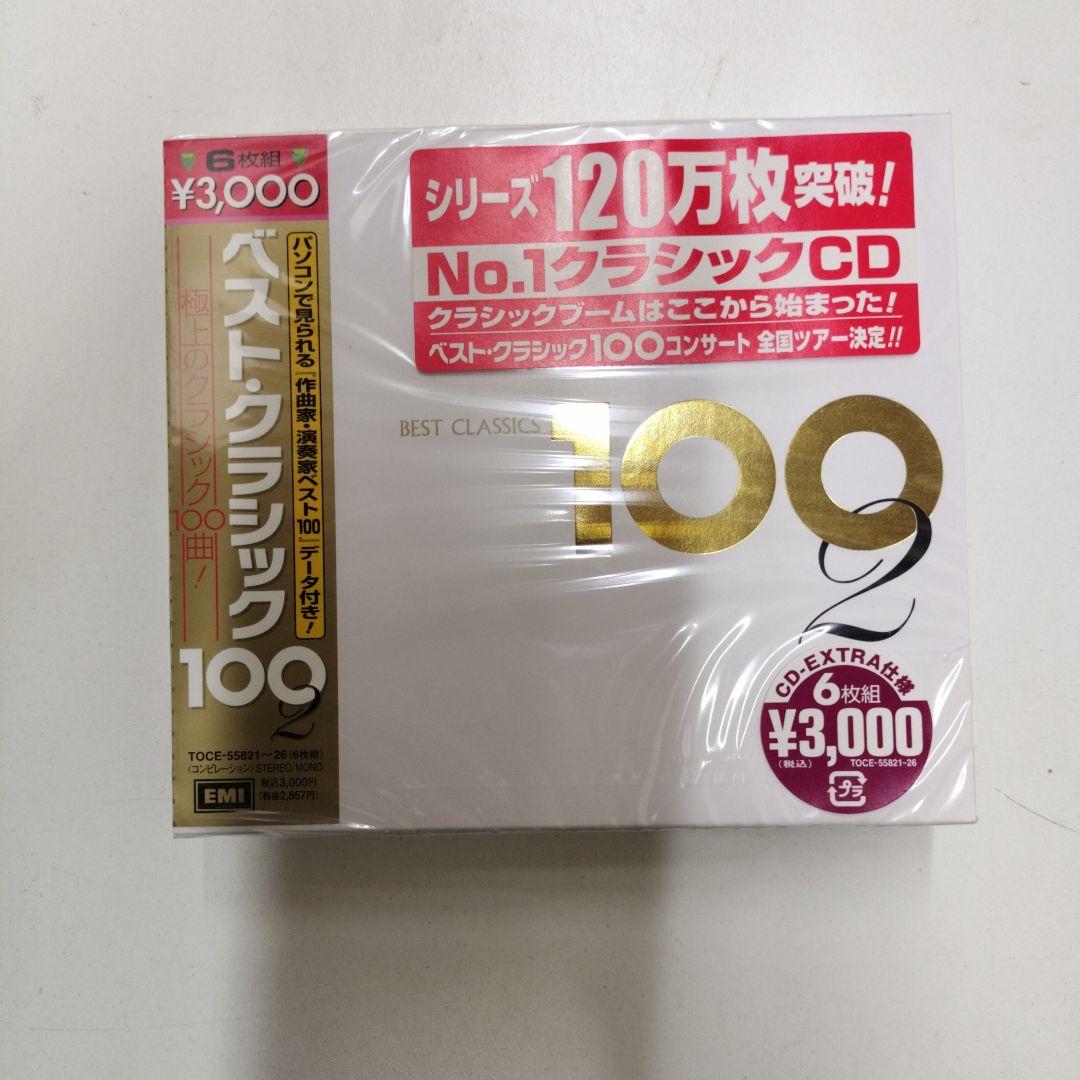 6枚組
¥3,000
パソコンで見られる『作曲家・演奏家ベスト100』データ付き!
ベスト・クラシック
100
2
極上のクラシック100曲!
TOCE-55821〜26(6枚組)
〈コンピレーション〉STEREO/MONO
EMI
税込3,000円
(税抜2,857円)
シリーズ120万枚突破!
No.1クラシックCD
クラシックブームはここから始まった!
ベスト・クラシック100コンサート 全国ツアー決定!!
BEST CLASSICS 100
2
CD-EXTRA仕様
6枚組
¥3,000
(税込)
TOCE-55821-26
プラ